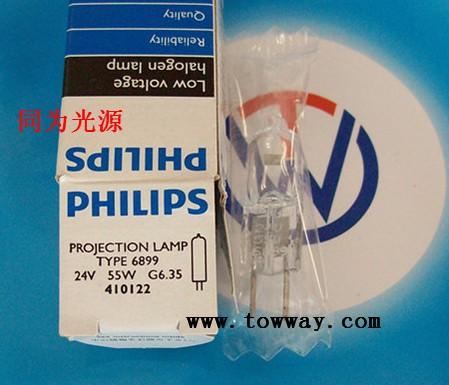 Quality
Reliability
Low voltage
halogen lamp
同为光源
PHILIPS
PHILIPS
PROJECTION LAMP
TYPE 6899
24V 55W G6.35
410122
www.towway.com